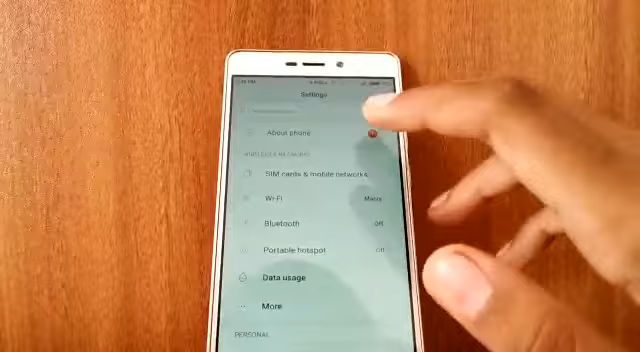 Settings
About phone
WIRELESS & NETWORKS
SIM cards & mobile networks
Wi-Fi
Bluetooth Off
Portable hotspot Off
Data usage
More
PERSONAL